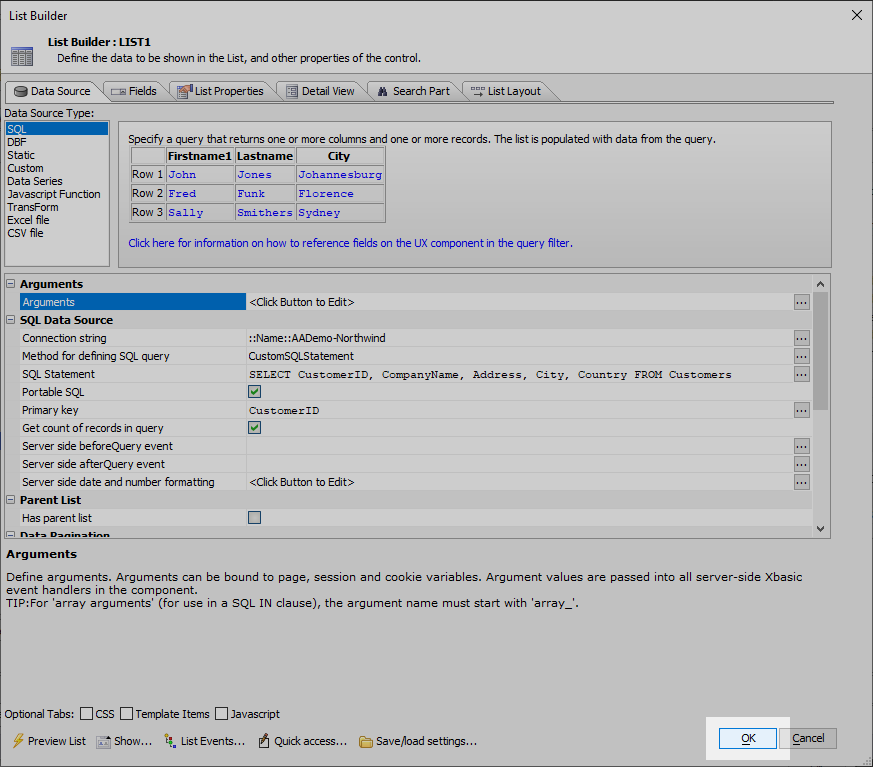 List Builder
List Builder : LIST1
Define the data to be shown in the List, and other properties of the control.
Data Source Fields List Properties Detail View Search Part List Layout
Data Source Type:
SQL
DBF
Static
Custom
Data Series
Javascript Function
TransForm
Excel file
CSV file
Specify a query that returns one or more columns and one or more records. The list is populated with data from the query.
Firstname1 Lastname City
Row 1 John Jones Johannesburg
Row 2 Fred Funk Florence
Row 3 Sally Smithers Sydney
Click here for information on how to reference fields on the UX component in the query filter.
Arguments
Arguments <Click Button to Edit> ...
SQL Data Source
Connection string ::Name::AADemo-Northwind ...
Method for defining SQL query CustomSQLStatement ...
SQL Statement SELECT CustomerID, CompanyName, Address, City, Country FROM Customers ...
Portable SQL
Primary key CustomerID ...
Get count of records in query
Server side beforeQuery event ...
Server side afterQuery event ...
Server side date and number formatting <Click Button to Edit> ...
Parent List
Has parent list
Data Pagination
Arguments
Define arguments. Arguments can be bound to page, session and cookie variables. Argument values are passed into all server-side Xbasic
event handlers in the component.
TIP:For 'array arguments' (for use in a SQL IN clause), the argument name must start with 'array_'.
Optional Tabs: CSS Template Items Javascript
Preview List Show... List Events... Quick access... Save/load settings... OK Cancel